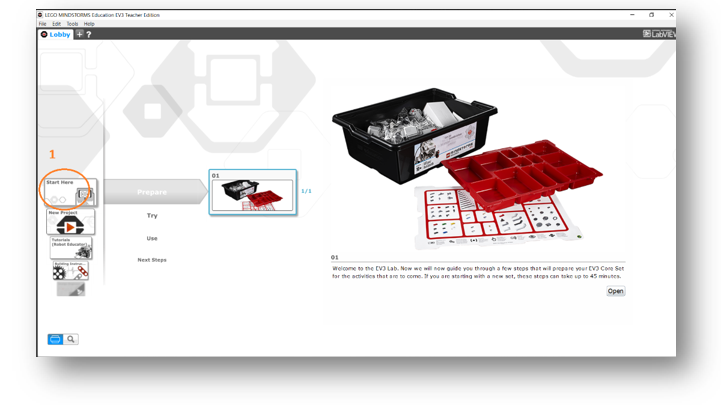 LEGO MINDSTORMS Education EV3 Teacher Edition
File Edit Tools Help
Lobby + ?
LabVIEW
1
Start Here
New Project
Tutorials
(Robot Educator)
Building Instruc...
Prepare
Try
Use
Next Steps
01
1/1
01
Welcome to the EV3 Lab. Now we will now guide you through a few steps that will prepare your EV3 Core Set
for the activities that are to come. If you are starting with a new set, these steps can take up to 45 minutes.
Open